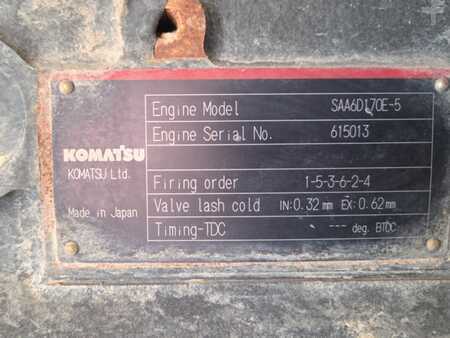 Engine Model SAA6D170E-5
Engine Serial No. 615013
KOMATSU
KOMATSU Ltd.
Made in Japan
Firing order 1-5-3-6-2-4
Valve lash cold IN:0.32 mm EX:0.62 mm
Timing-TDC --- deg. BTDC